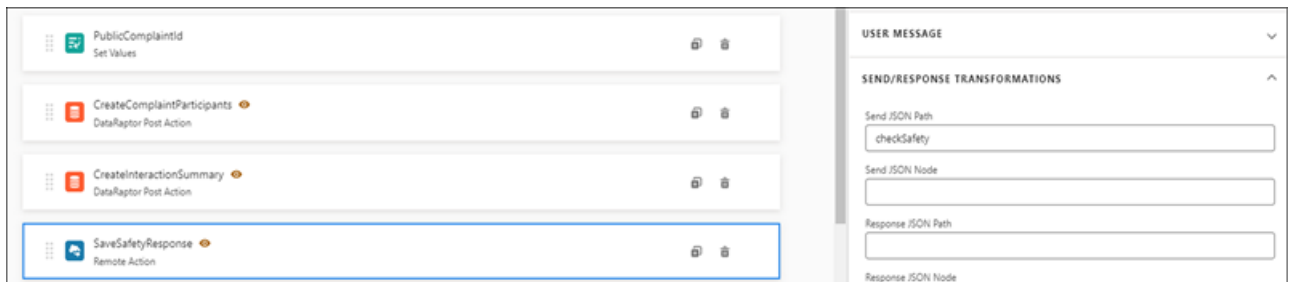 PublicComplaintId
Set Values
CreateComplaintParticipants
DataRaptor Post Action
CreateInteractionSummary
DataRaptor Post Action
SaveSafetyResponse
Remote Action
USER MESSAGE
SEND/RESPONSE TRANSFORMATIONS
Send JSON Path
checkSafety
Send JSON Node
Response JSON Path
Response JSON Node